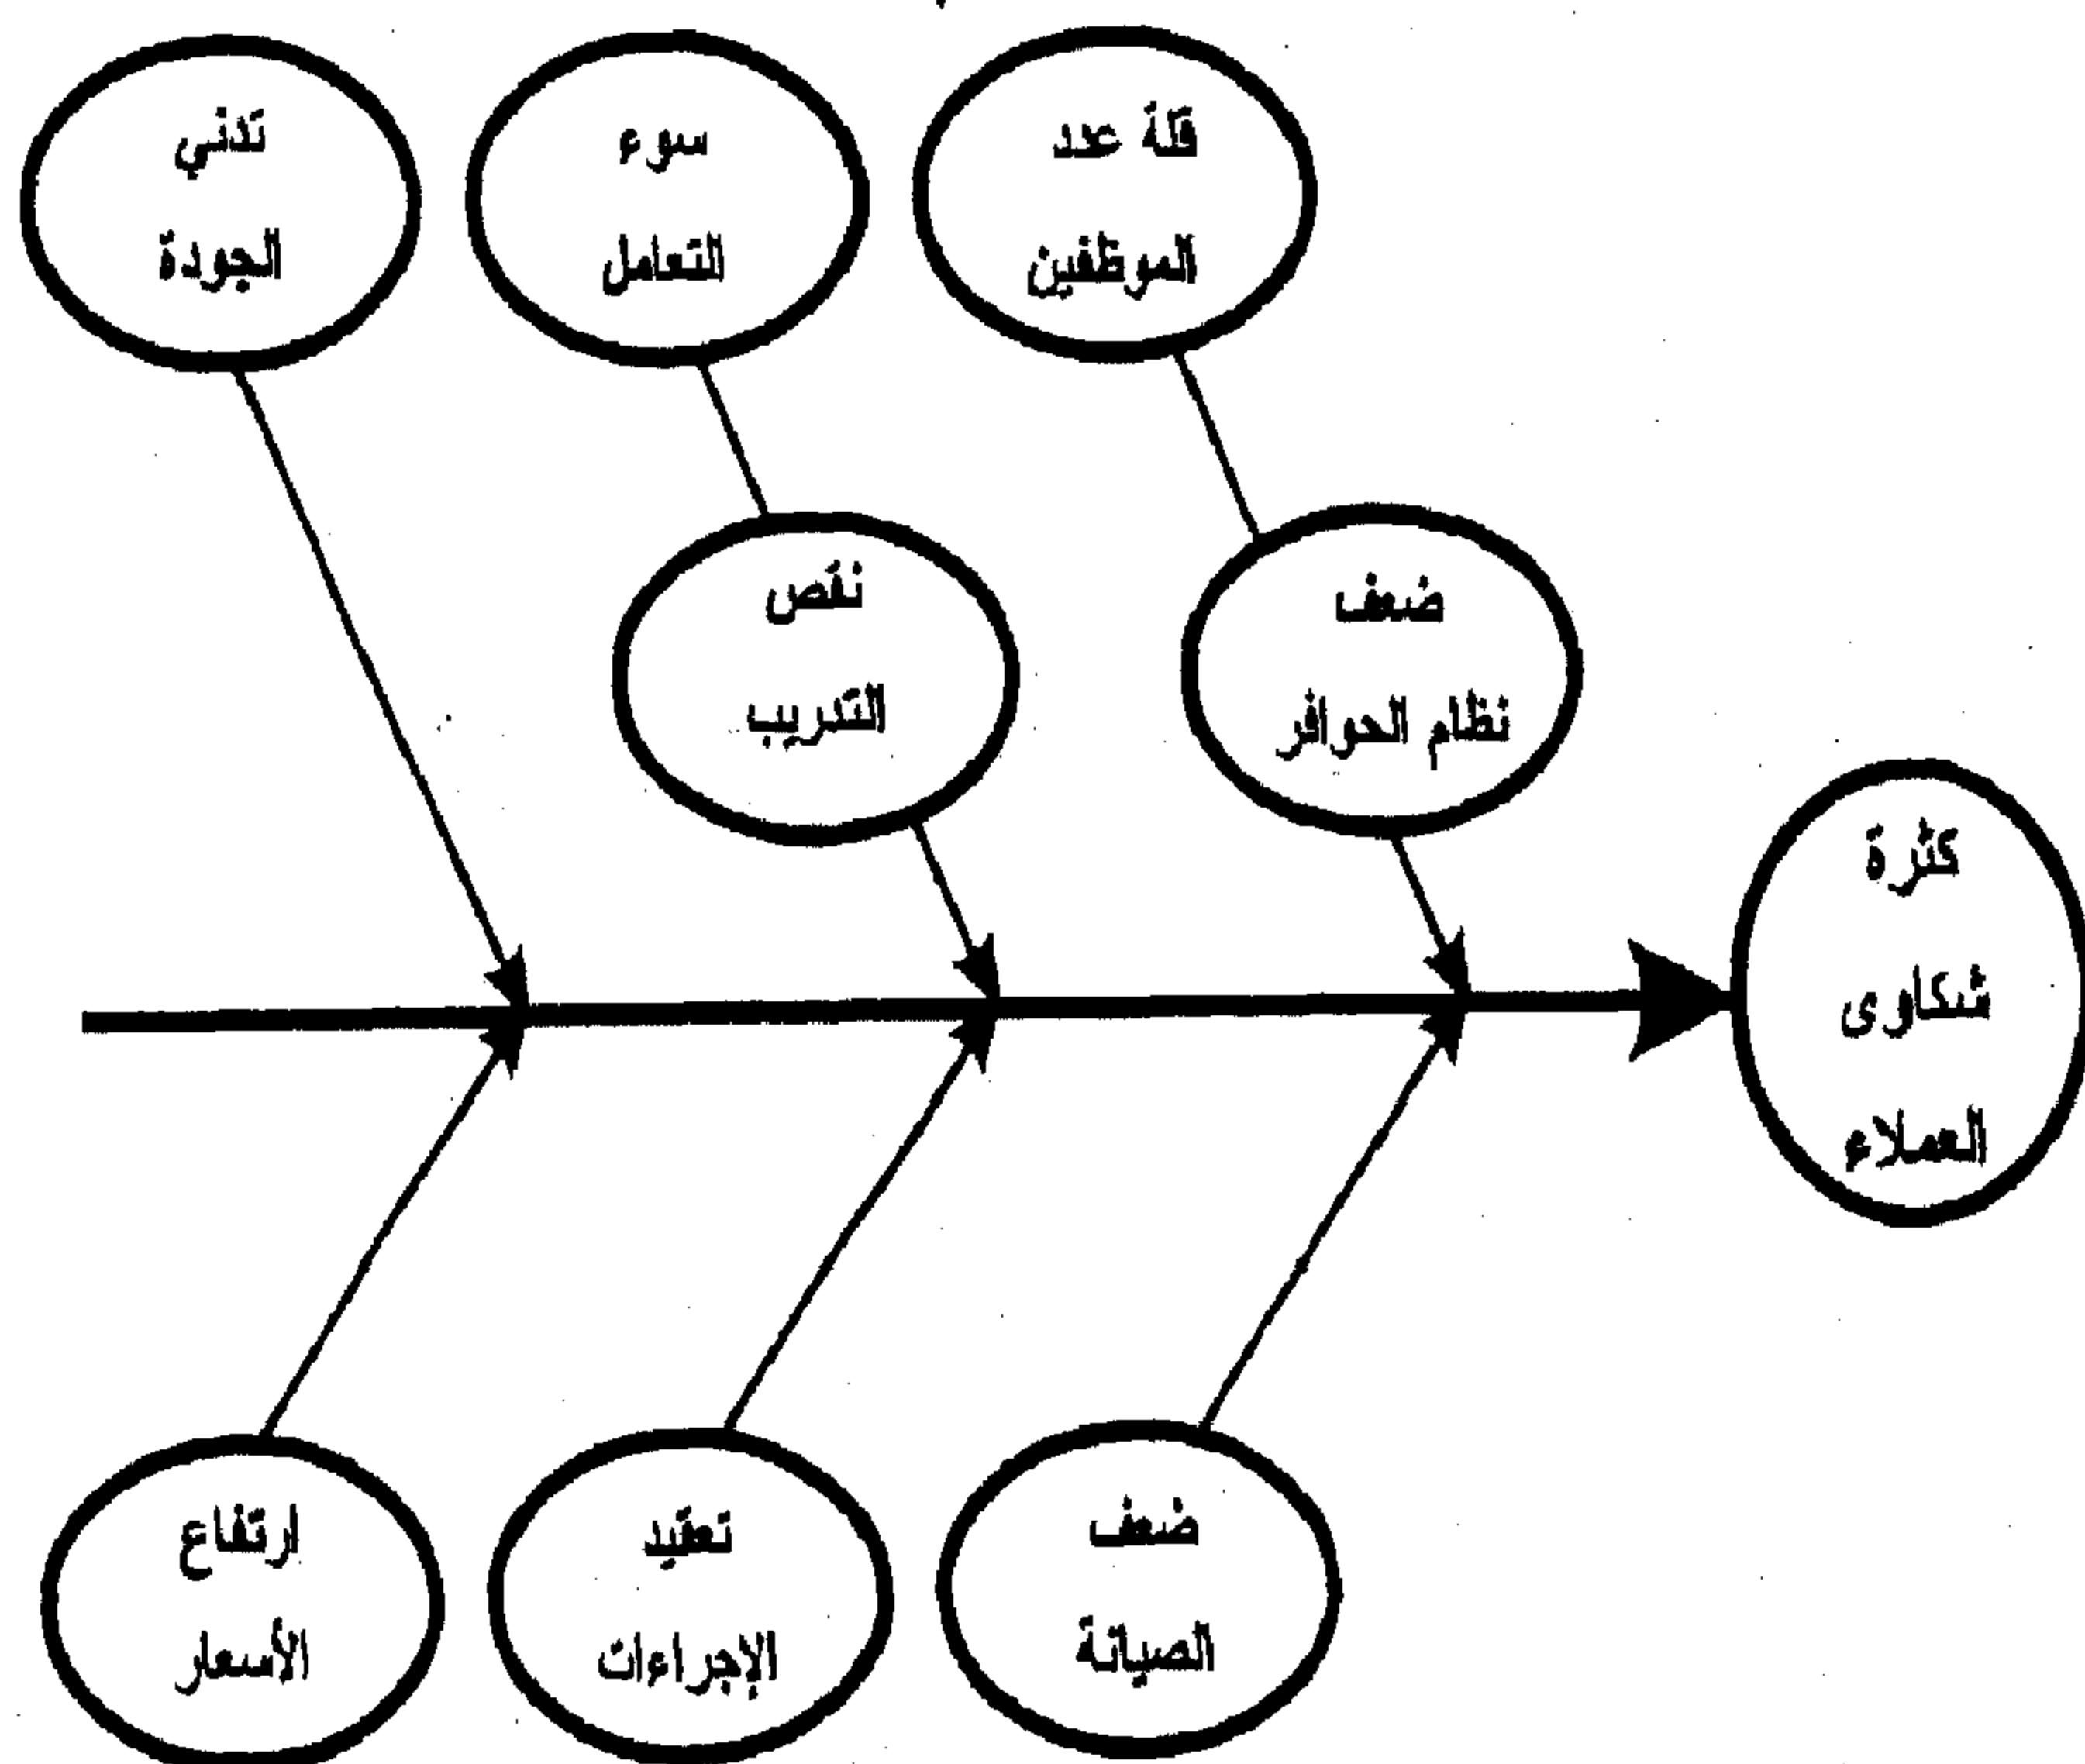 قلة عدد
الموظفين
سوء
التعامل
تدني
الجودة
ضعف
نظام الحوافز
نقص
التدريب
كثرة
شكاوى
العملاء
ضعف
الصيانة
تعقيد
الإجراءات
ارتفاع
الأسعار